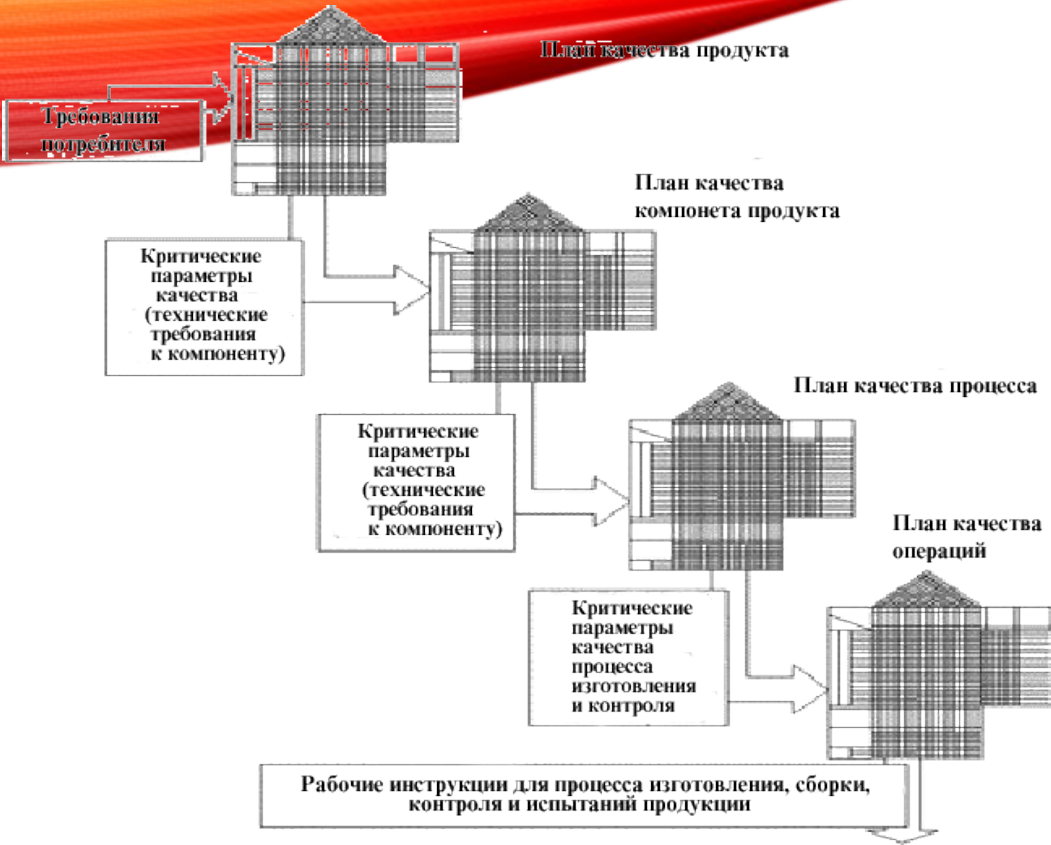 План качества продукта
Требования
потребителя
План качества
компонета продукта
Критические
параметры
качества
(технические
требования
к компоненту)
План качества процесса
Критические
параметры
качества
(технические
требования
к компоненту)
План качества
операций
Критические
параметры
качества
процесса
изготовления
и контроля
Рабочие инструкции для процесса изготовления, сборки,
контроля и испытаний продукции